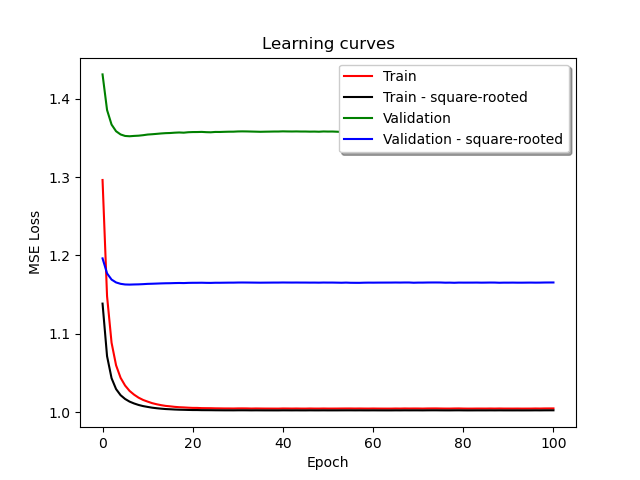 Learning curves
Train
Train - square-rooted
Validation
Validation - square-rooted
MSE Loss
1.4
1.3
1.2
1.1
1.0
0 20 40 60 80 100
Epoch